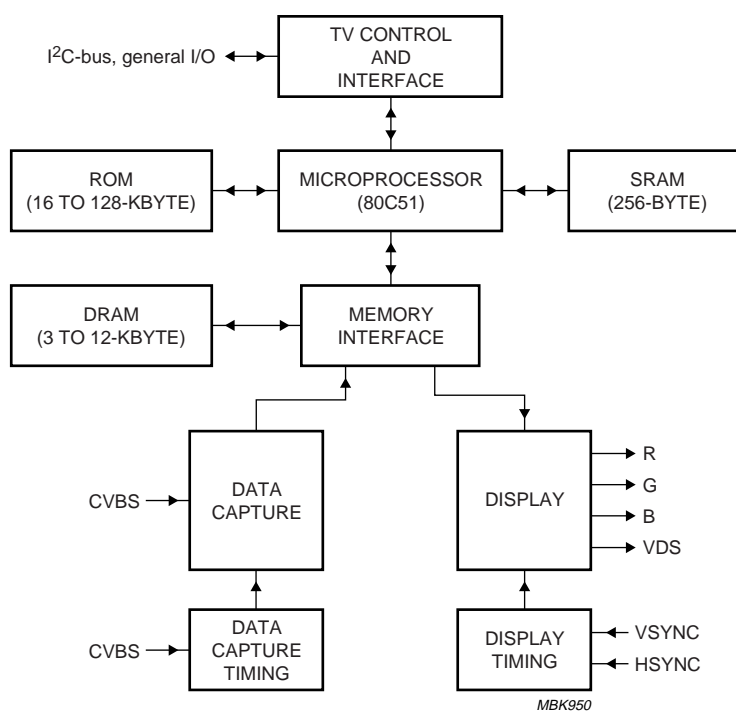 TV CONTROL
AND
INTERFACE
I²C-bus, general I/O
ROM
(16 TO 128-KBYTE)
MICROPROCESSOR
(80C51)
SRAM
(256-BYTE)
DRAM
(3 TO 12-KBYTE)
MEMORY
INTERFACE
CVBS
DATA
CAPTURE
DISPLAY
R
G
B
VDS
CVBS
DATA
CAPTURE
TIMING
DISPLAY
TIMING
VSYNC
HSYNC
MBK950